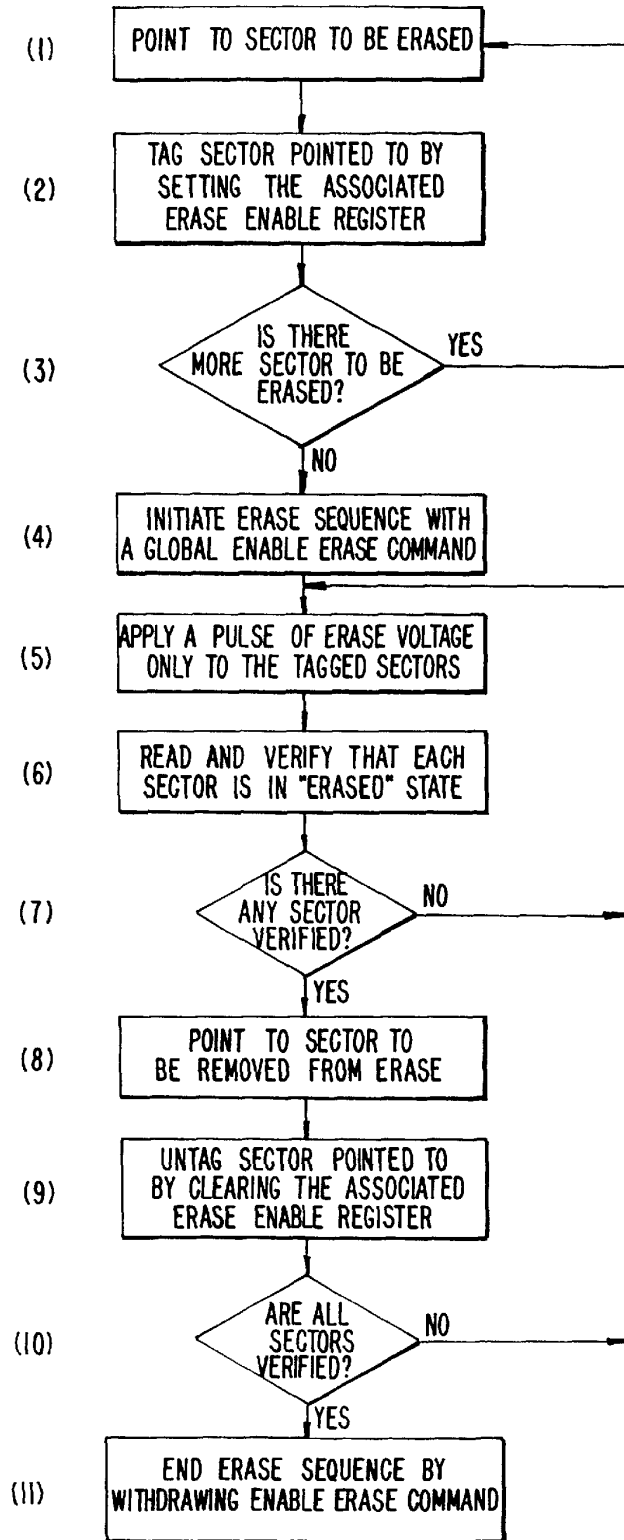 (1)
POINT TO SECTOR TO BE ERASED
(2)
TAG SECTOR POINTED TO BY
SETTING THE ASSOCIATED
ERASE ENABLE REGISTER
(3)
IS THERE
MORE SECTOR TO BE
ERASED?
YES
NO
(4)
INITIATE ERASE SEQUENCE WITH
A GLOBAL ENABLE ERASE COMMAND
(5)
APPLY A PULSE OF ERASE VOLTAGE
ONLY TO THE TAGGED SECTORS
(6)
READ AND VERIFY THAT EACH
SECTOR IS IN "ERASED" STATE
(7)
IS THERE
ANY SECTOR
VERIFIED?
NO
YES
(8)
POINT TO SECTOR TO
BE REMOVED FROM ERASE
(9)
UNTAG SECTOR POINTED TO
BY CLEARING THE ASSOCIATED
ERASE ENABLE REGISTER
(10)
ARE ALL
SECTORS
VERIFIED?
NO
YES
(11)
END ERASE SEQUENCE BY
WITHDRAWING ENABLE ERASE COMMAND